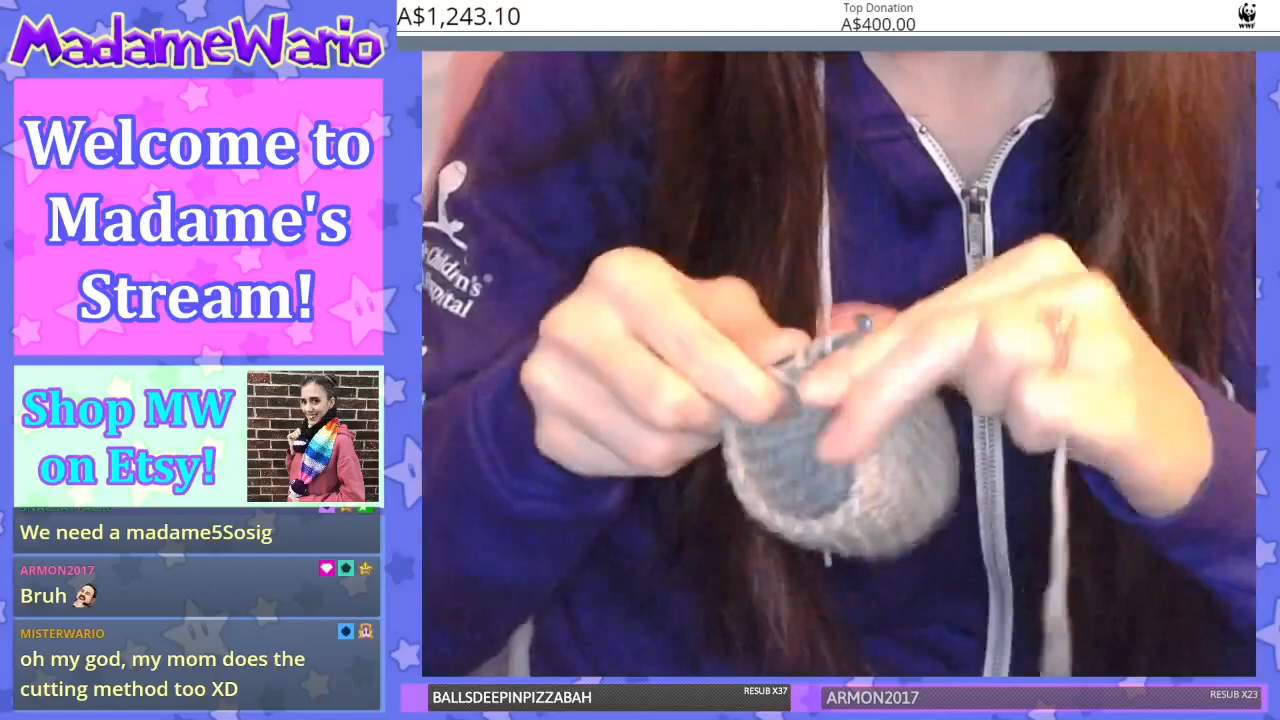 MadameWario
Welcome to
Madame's
Stream!
Shop MW
on Etsy!
We need a madame5Sosig
ARMON2017
Bruh
MISTERWARIO
oh my god, my mom does the
cutting method too XD
A$1,243.10
Top Donation
A$400.00
WWF
Children's
BALLSDEEPINPIZZABAH
RESUB X37
ARMON2017
RESUB X23